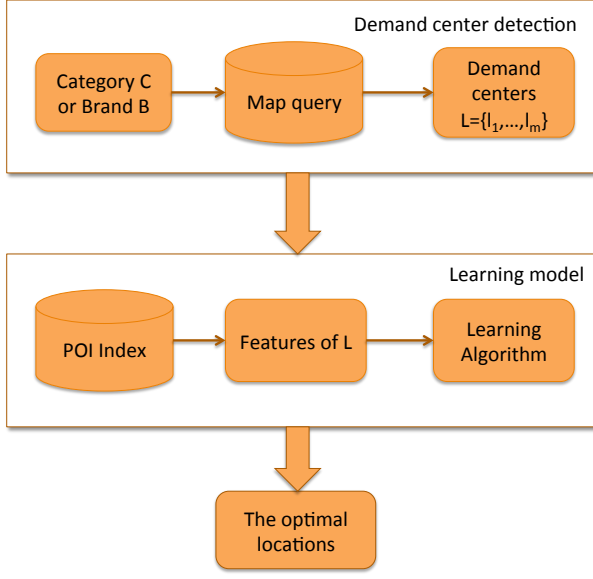 Demand center detection
Category C
or Brand B
Map query
Demand
centers
L={l₁,...,lₘ}
Learning model
POI Index
Features of L
Learning
Algorithm
The optimal
locations